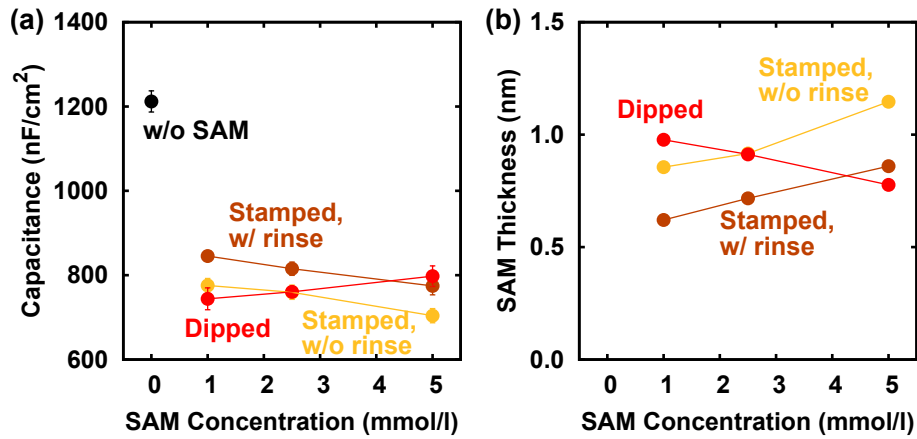 (a)
1400
1200
1000
800
600
Capacitance (nF/cm²)
w/o SAM
Stamped,
w/ rinse
Dipped
Stamped,
w/o rinse
0 1 2 3 4 5
SAM Concentration (mmol/l)
(b)
1.5
1.0
0.5
0.0
SAM Thickness (nm)
Stamped,
w/o rinse
Dipped
Stamped,
w/ rinse
0 1 2 3 4 5
SAM Concentration (mmol/l)